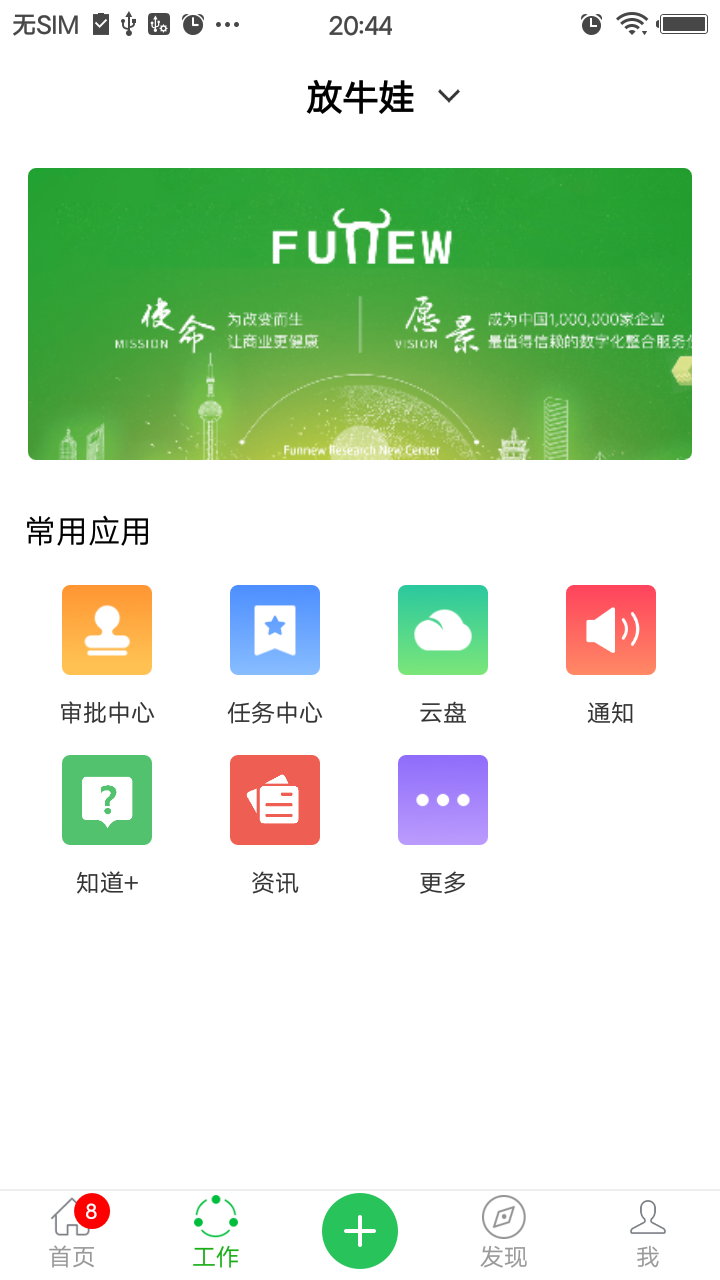 无SIM 20:44
放牛娃
FUNEW
使命 MISSION
为改变而生
让商业更健康
愿景 VISION
成为中国1,000,000家企业
最值得信赖的数字化整合服务
Funnew Research New Center
常用应用
审批中心 任务中心 云盘 通知
?
知道+ 资讯 更多
8
首页 工作 发现 我